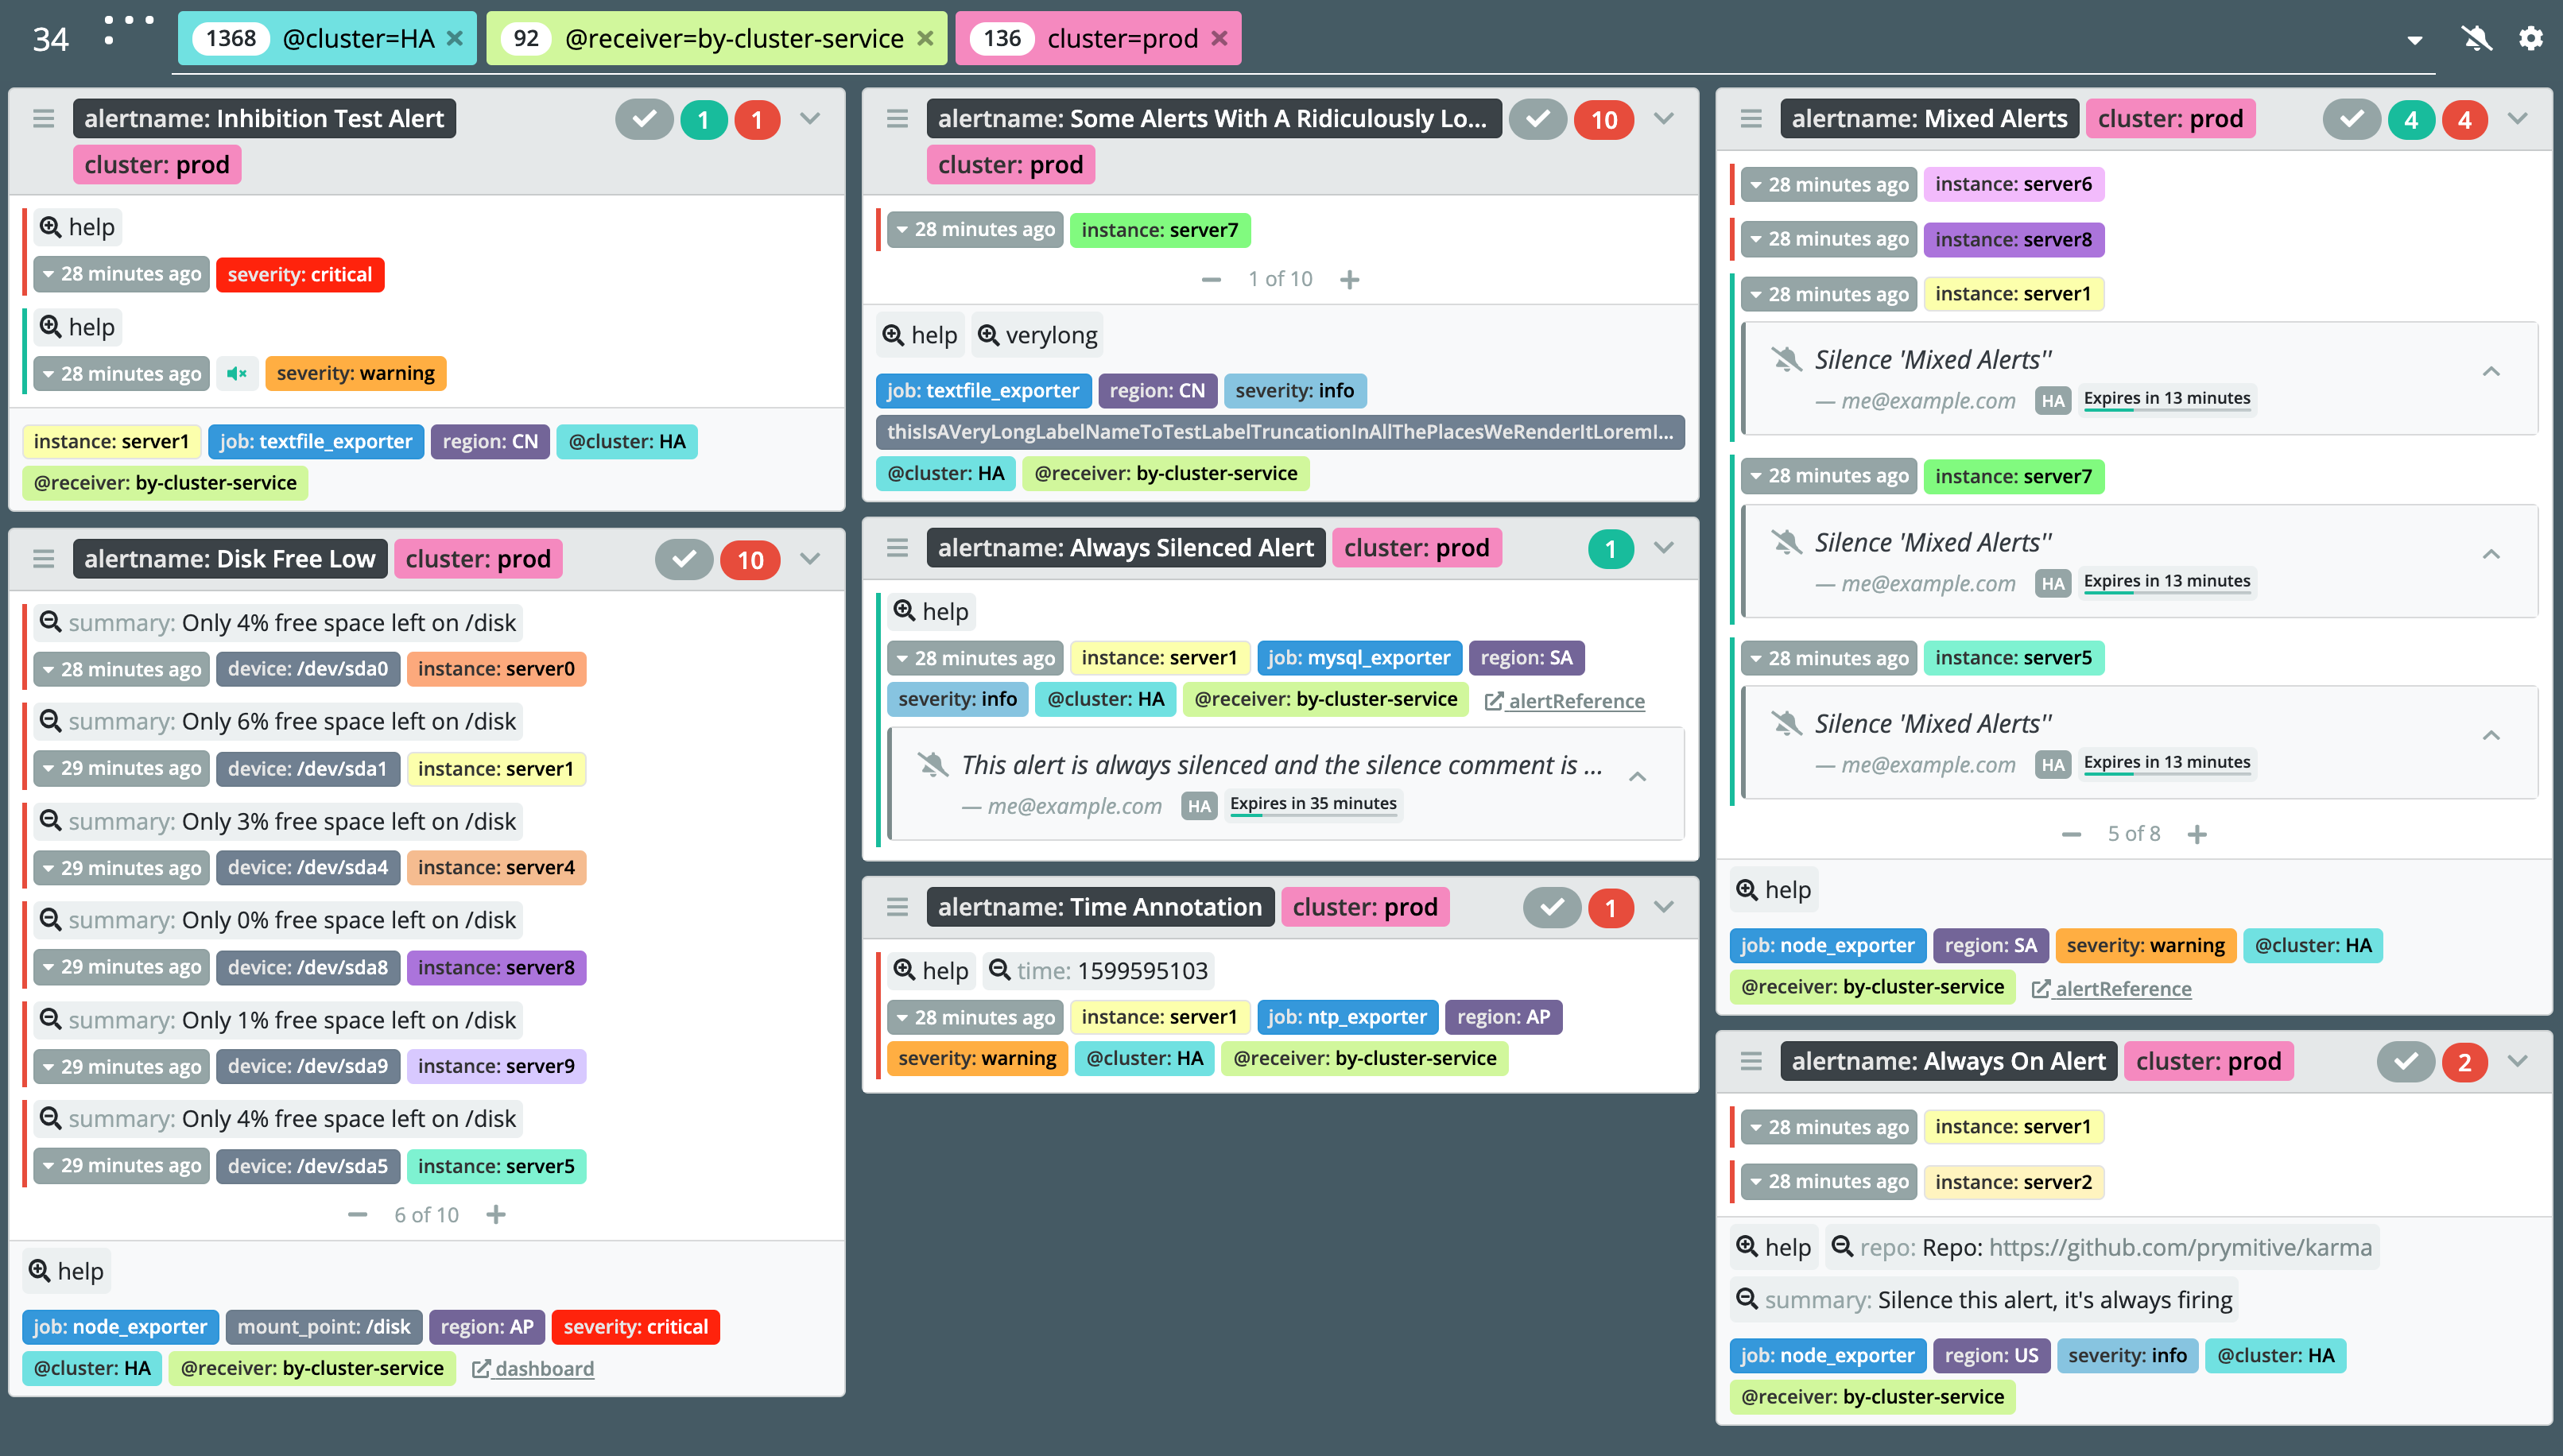 34 1368 @cluster=HA × 92 @receiver=by-cluster-service × 136 cluster=prod ×
alertname: Inhibition Test Alert 1 1
cluster: prod
help
28 minutes ago severity: critical
help
28 minutes ago severity: warning
instance: server1 job: textfile_exporter region: CN @cluster: HA
@receiver: by-cluster-service
alertname: Disk Free Low cluster: prod 10
summary: Only 4% free space left on /disk
28 minutes ago device: /dev/sda0 instance: server0
summary: Only 6% free space left on /disk
29 minutes ago device: /dev/sda1 instance: server1
summary: Only 3% free space left on /disk
29 minutes ago device: /dev/sda4 instance: server4
summary: Only 0% free space left on /disk
29 minutes ago device: /dev/sda8 instance: server8
summary: Only 1% free space left on /disk
29 minutes ago device: /dev/sda9 instance: server9
summary: Only 4% free space left on /disk
29 minutes ago device: /dev/sda5 instance: server5
6 of 10
help
job: node_exporter mount_point: /disk region: AP severity: critical
@cluster: HA @receiver: by-cluster-service dashboard
alertname: Some Alerts With A Ridiculously Lo... 10
cluster: prod
28 minutes ago instance: server7
1 of 10
help verylong
job: textfile_exporter region: CN severity: info
thisIsAVeryLongLabelNameToTestLabelTruncationInAllThePlacesWeRenderItLoremI...
@cluster: HA @receiver: by-cluster-service
alertname: Always Silenced Alert cluster: prod 1
help
28 minutes ago instance: server1 job: mysql_exporter region: SA
severity: info @cluster: HA @receiver: by-cluster-service alertReference
This alert is always silenced and the silence comment is ...
— me@example.com HA Expires in 35 minutes
alertname: Time Annotation cluster: prod 1
help time: 1599595103
28 minutes ago instance: server1 job: ntp_exporter region: AP
severity: warning @cluster: HA @receiver: by-cluster-service
alertname: Mixed Alerts cluster: prod 4 4
28 minutes ago instance: server6
28 minutes ago instance: server8
28 minutes ago instance: server1
Silence 'Mixed Alerts''
— me@example.com HA Expires in 13 minutes
28 minutes ago instance: server7
Silence 'Mixed Alerts''
— me@example.com HA Expires in 13 minutes
28 minutes ago instance: server5
Silence 'Mixed Alerts''
— me@example.com HA Expires in 13 minutes
5 of 8
help
job: node_exporter region: SA severity: warning @cluster: HA
@receiver: by-cluster-service alertReference
alertname: Always On Alert cluster: prod 2
28 minutes ago instance: server1
28 minutes ago instance: server2
help repo: Repo: https://github.com/prymitive/karma
summary: Silence this alert, it's always firing
job: node_exporter region: US severity: info @cluster: HA
@receiver: by-cluster-service